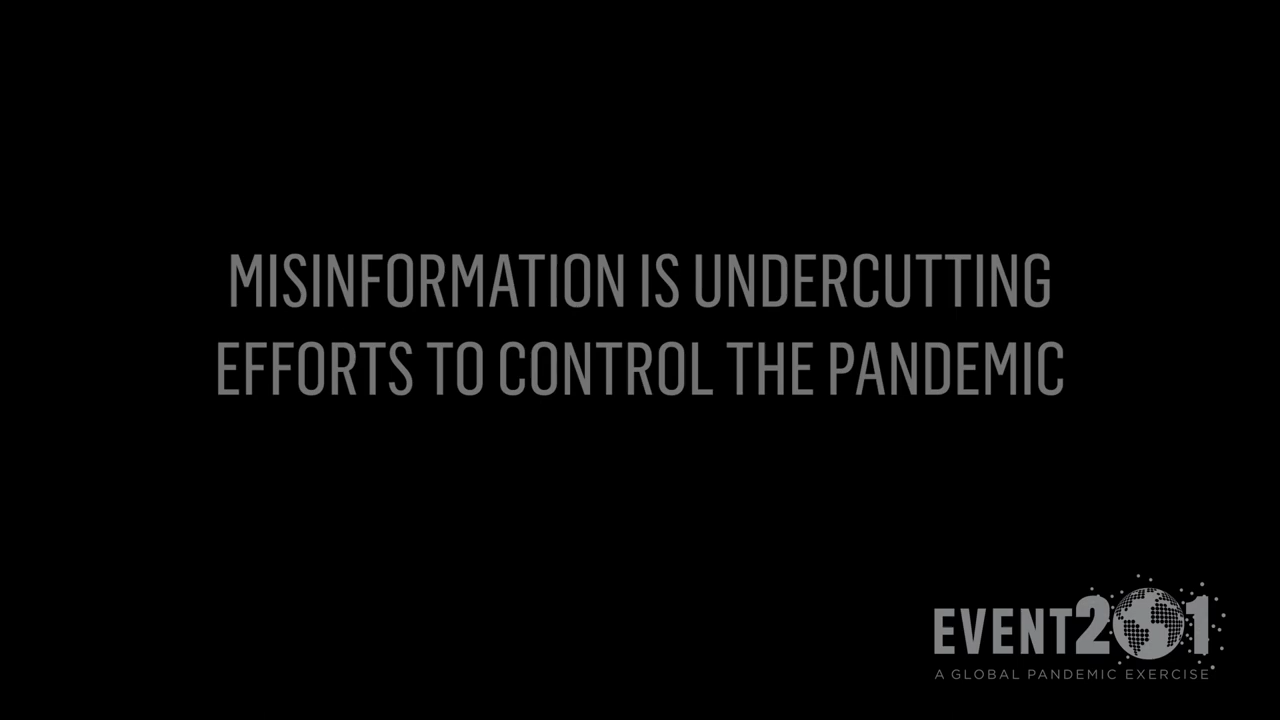 MISINFORMATION IS UNDERCUTTING
EFFORTS TO CONTROL THE PANDEMIC
EVENT201
A GLOBAL PANDEMIC EXERCISE